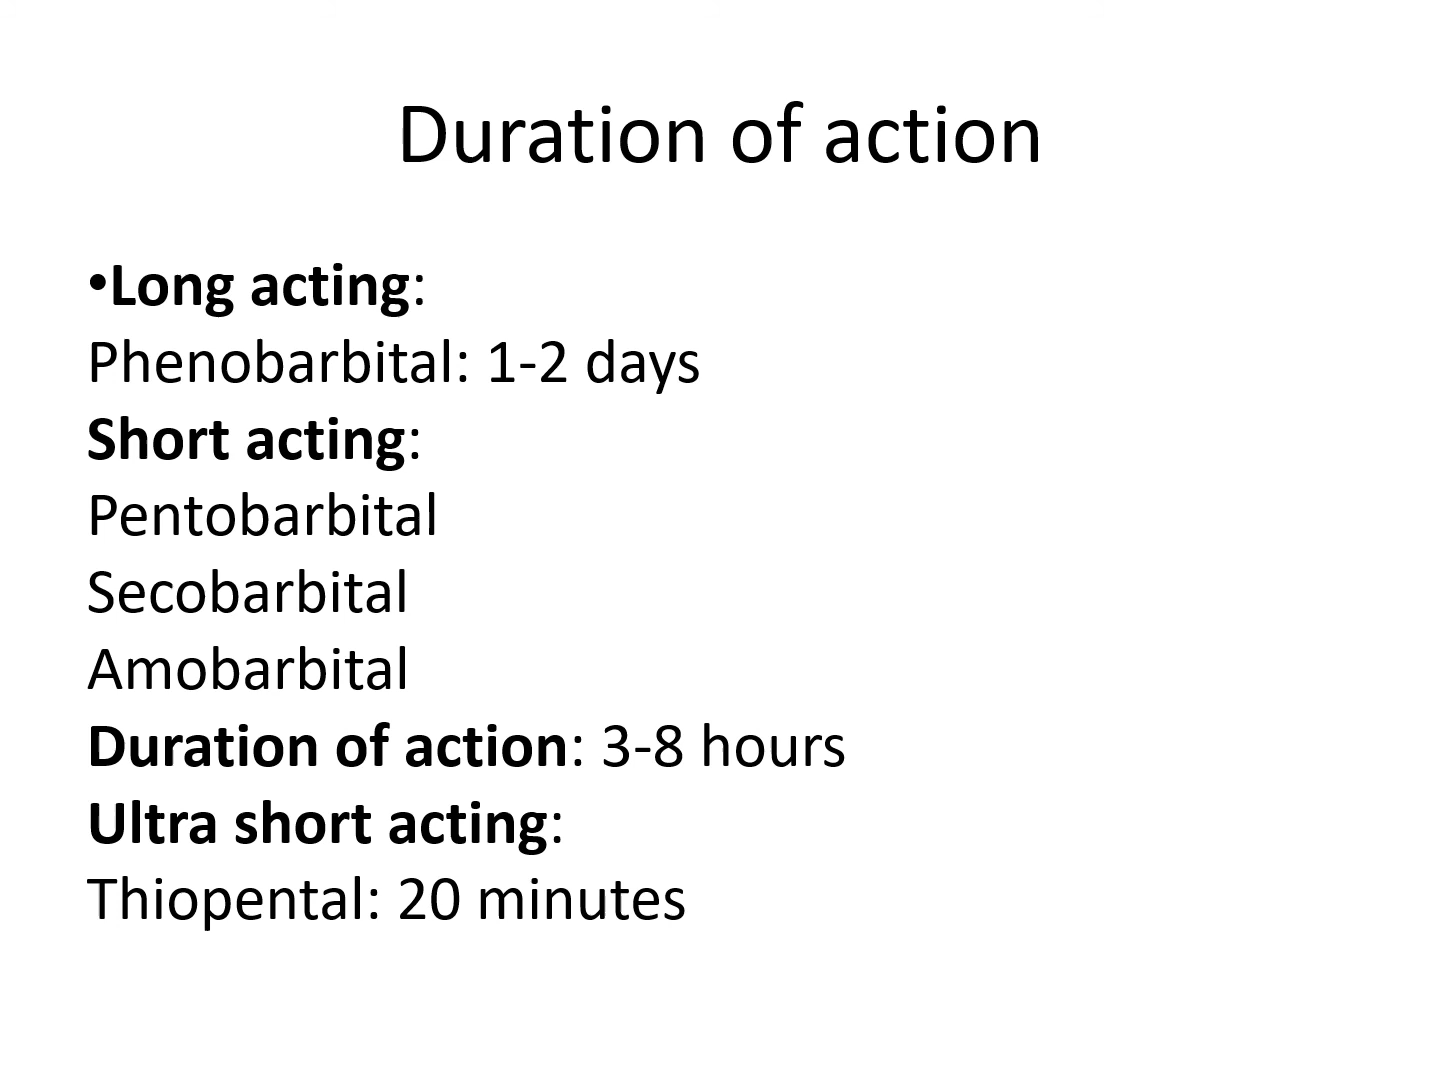 Duration of action
•Long acting:
Phenobarbital: 1-2 days
Short acting:
Pentobarbital
Secobarbital
Amobarbital
Duration of action: 3-8 hours
Ultra short acting:
Thiopental: 20 minutes